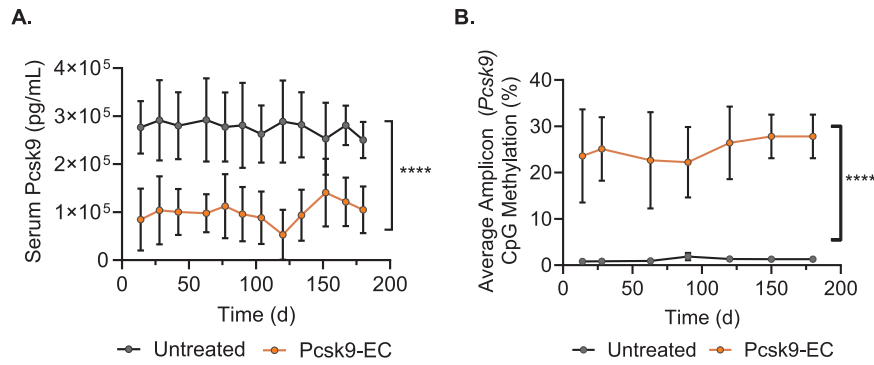 A.
Serum Pcsk9 (pg/mL)
4×10⁵
3×10⁵
2×10⁵
1×10⁵
0
0 50 100 150 200
Time (d)
****
Untreated Pcsk9-EC
B.
Average Amplicon (Pcsk9)
CpG Methylation (%)
40
30
20
10
0
0 50 100 150 200
Time (d)
****
Untreated Pcsk9-EC